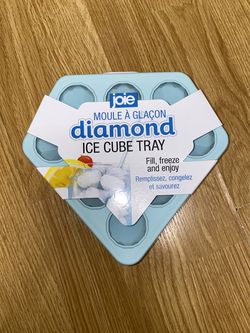 joie
MOULE À GLAÇON
diamond
ICE CUBE TRAY
Fill, freeze
and enjoy
Remplissez, congelez
et savourez